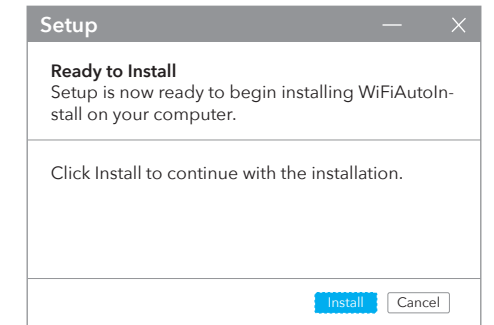 Setup
Ready to Install
Setup is now ready to begin installing WiFiAutoIn-
stall on your computer.
Click Install to continue with the installation.
Install Cancel